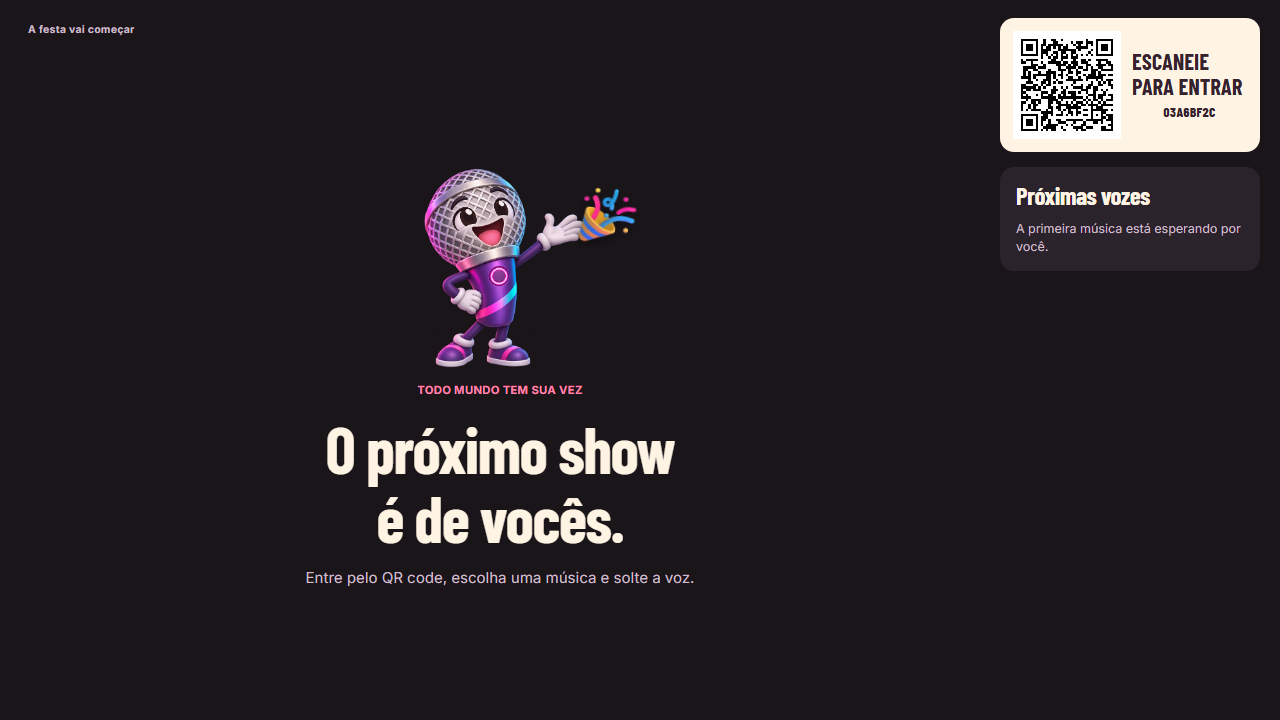 A festa vai começar
ESCANEIE
PARA ENTRAR
03A6BF2C
Próximas vozes
A primeira música está esperando por
você.
TODO MUNDO TEM SUA VEZ
O próximo show
é de vocês.
Entre pelo QR code, escolha uma música e solte a voz.